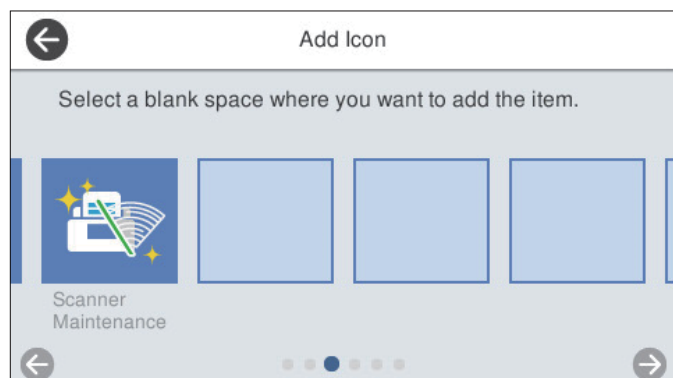 Add Icon
Select a blank space where you want to add the item.
Scanner
Maintenance